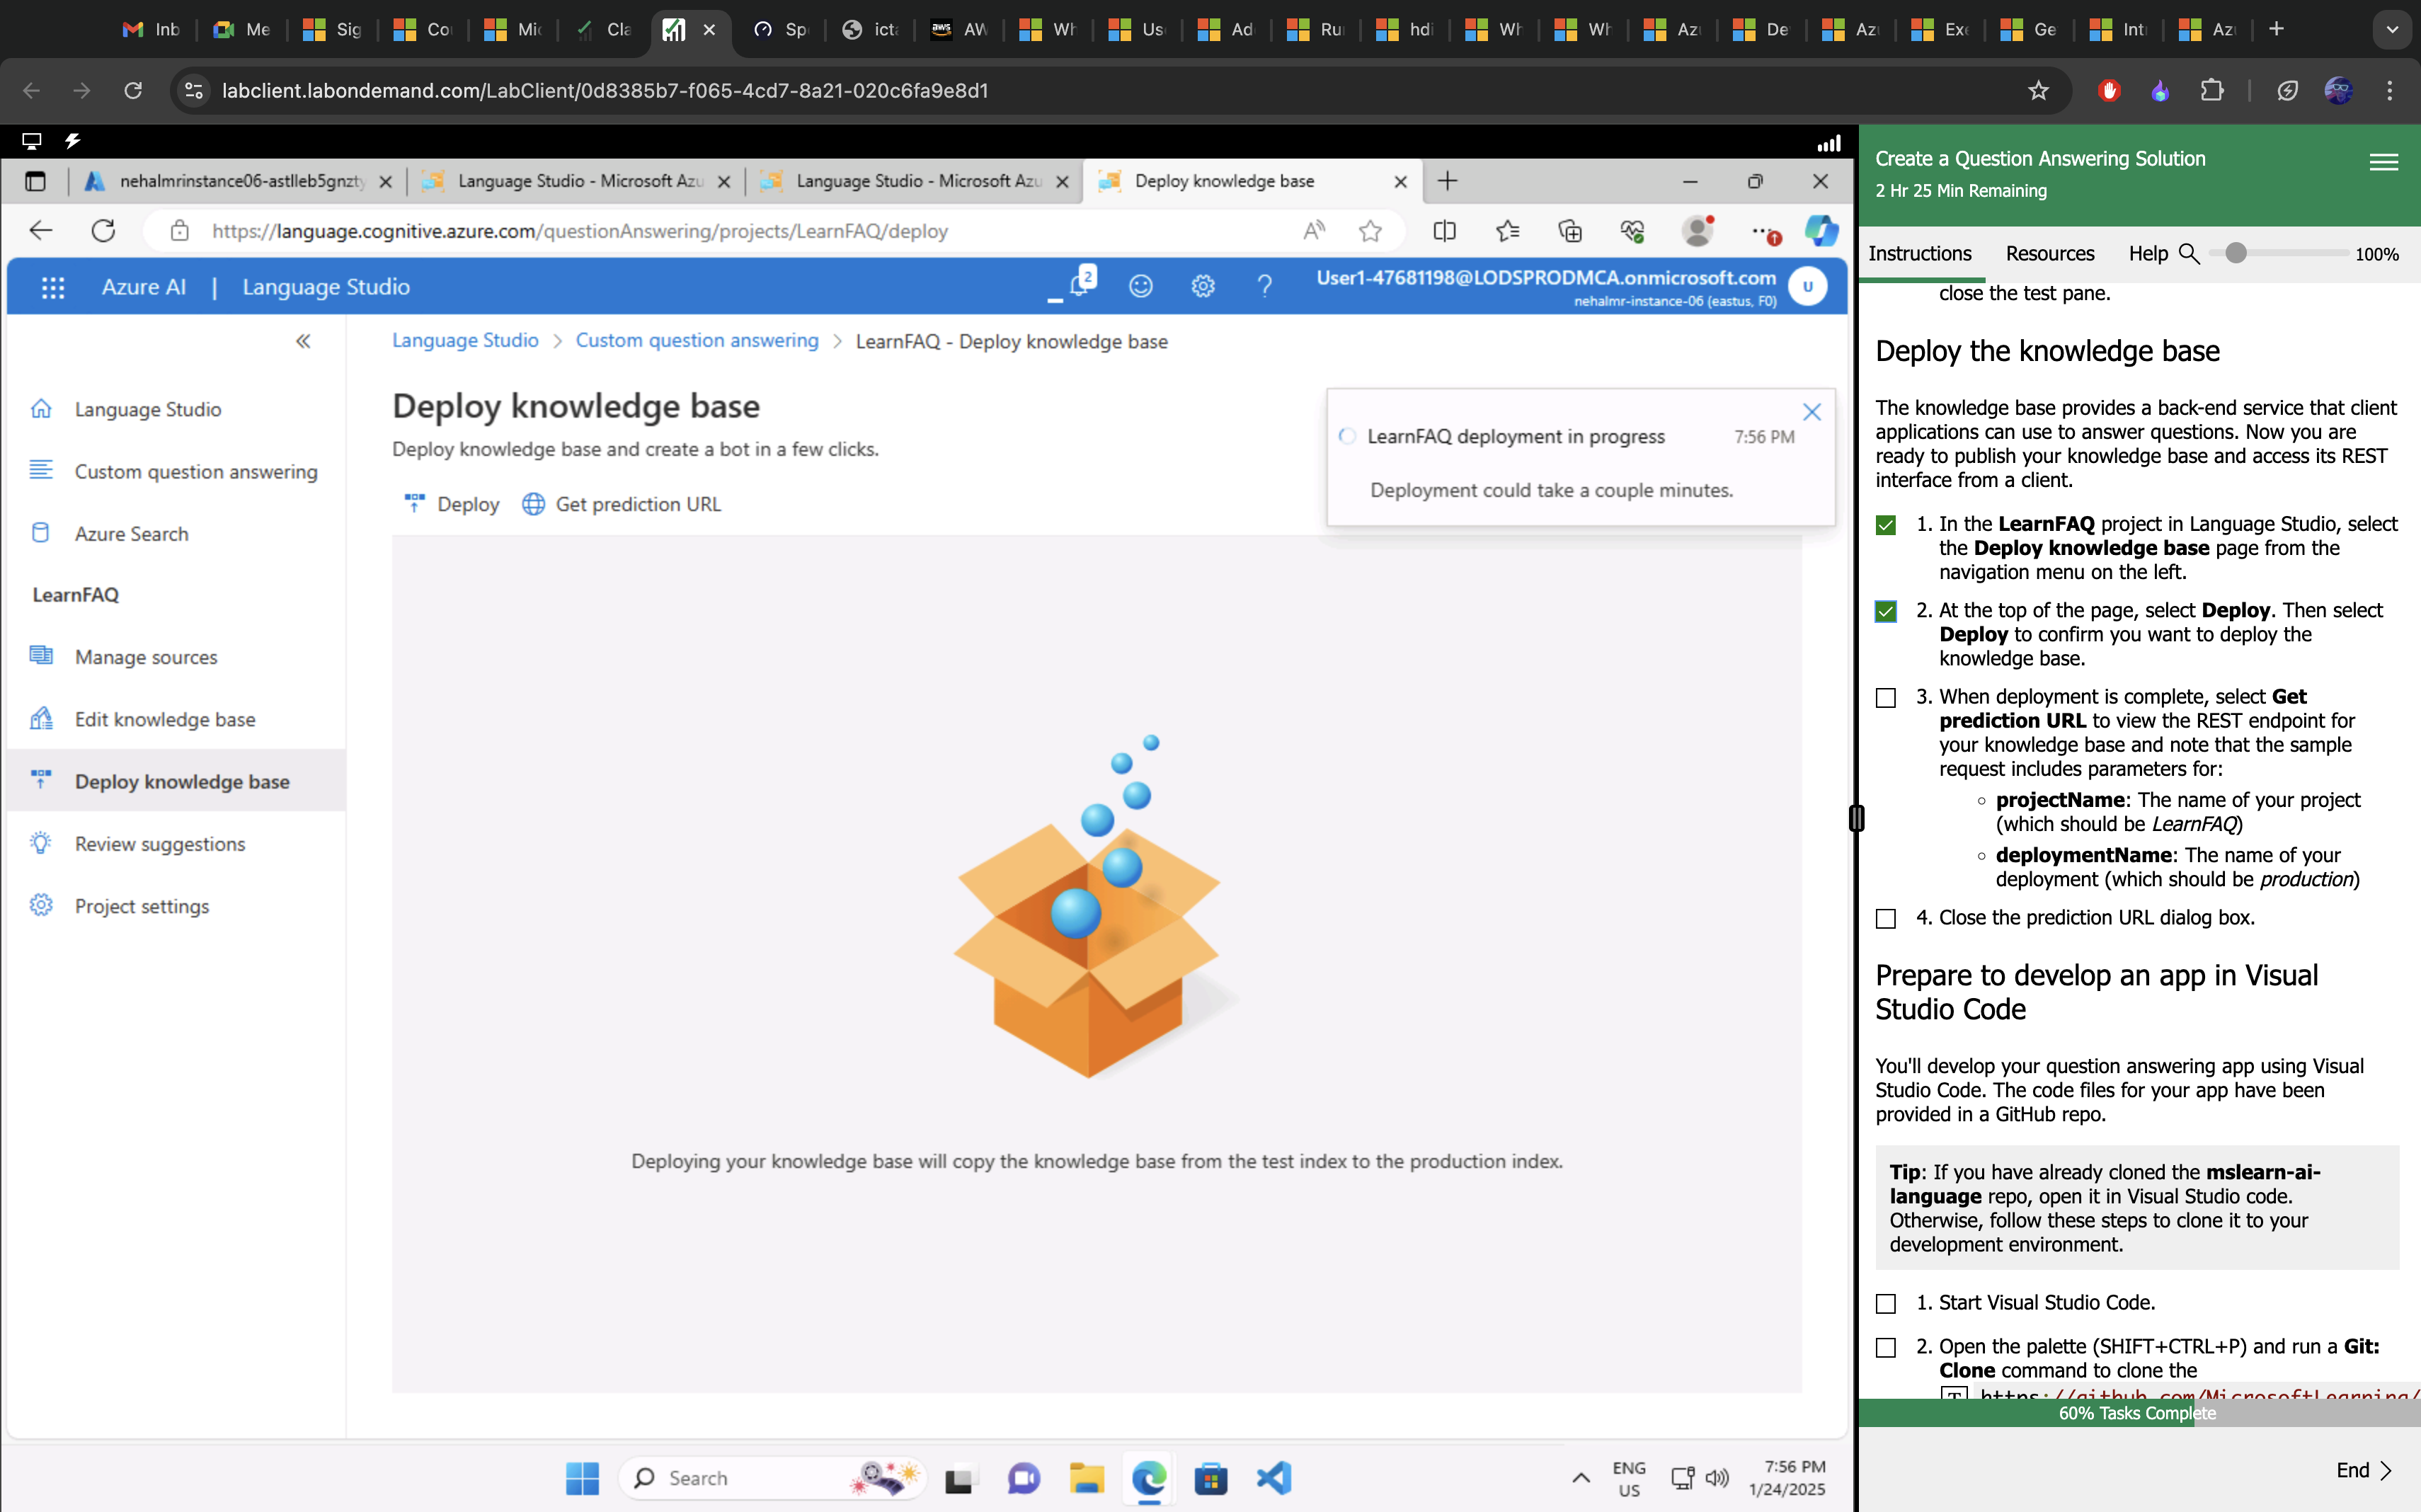 Inb
Me
Sig
Co
Mic
Cla
Sp
icta
aws
AW
Wh
Us
Ad
Ru
hdi
Wh
Wh
Az
De
Az
Exe
Ge
Int
Az
labclient.labondemand.com/LabClient/0d8385b7-f065-4cd7-8a21-020c6fa9e8d1
nehalmrinstance06-astlleb5gnzty
Language Studio - Microsoft Azu
Language Studio - Microsoft Azu
Deploy knowledge base
https://language.cognitive.azure.com/questionAnswering/projects/LearnFAQ/deploy
Azure AI | Language Studio
2
User1-47681198@LODSPRODMCA.onmicrosoft.com
nehalmr-instance-06 (eastus, F0)
U
Language Studio
Custom question answering
Azure Search
LearnFAQ
Manage sources
Edit knowledge base
Deploy knowledge base
Review suggestions
Project settings
Language Studio > Custom question answering > LearnFAQ - Deploy knowledge base
Deploy knowledge base
Deploy knowledge base and create a bot in a few clicks.
Deploy Get prediction URL
LearnFAQ deployment in progress 7:56 PM
Deployment could take a couple minutes.
Deploying your knowledge base will copy the knowledge base from the test index to the production index.
Search
ENG
US
7:56 PM
1/24/2025
Create a Question Answering Solution
2 Hr 25 Min Remaining
Instructions Resources Help 100%
close the test pane.
Deploy the knowledge base
The knowledge base provides a back-end service that client
applications can use to answer questions. Now you are
ready to publish your knowledge base and access its REST
interface from a client.
1. In the LearnFAQ project in Language Studio, select
the Deploy knowledge base page from the
navigation menu on the left.
2. At the top of the page, select Deploy. Then select
Deploy to confirm you want to deploy the
knowledge base.
3. When deployment is complete, select Get
prediction URL to view the REST endpoint for
your knowledge base and note that the sample
request includes parameters for:
projectName: The name of your project
(which should be LearnFAQ)
deploymentName: The name of your
deployment (which should be production)
4. Close the prediction URL dialog box.
Prepare to develop an app in Visual
Studio Code
You'll develop your question answering app using Visual
Studio Code. The code files for your app have been
provided in a GitHub repo.
Tip: If you have already cloned the mslearn-ai-
language repo, open it in Visual Studio code.
Otherwise, follow these steps to clone it to your
development environment.
1. Start Visual Studio Code.
2. Open the palette (SHIFT+CTRL+P) and run a Git:
Clone command to clone the
https://github.com/MicrosoftLearning/
60% Tasks Complete
End